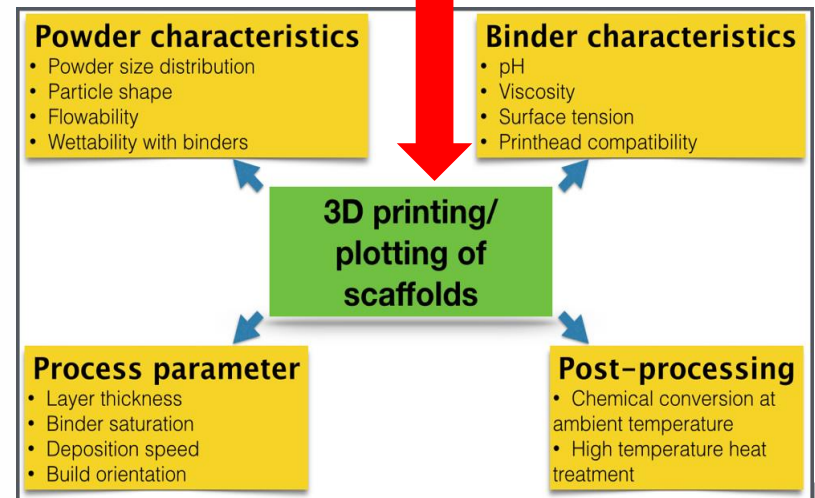 Powder characteristics
• Powder size distribution
• Particle shape
• Flowability
• Wettability with binders
Binder characteristics
• pH
• Viscosity
• Surface tension
• Printhead compatibility
3D printing/
plotting of
scaffolds
Process parameter
• Layer thickness
• Binder saturation
• Deposition speed
• Build orientation
Post-processing
• Chemical conversion at
ambient temperature
• High temperature heat
treatment